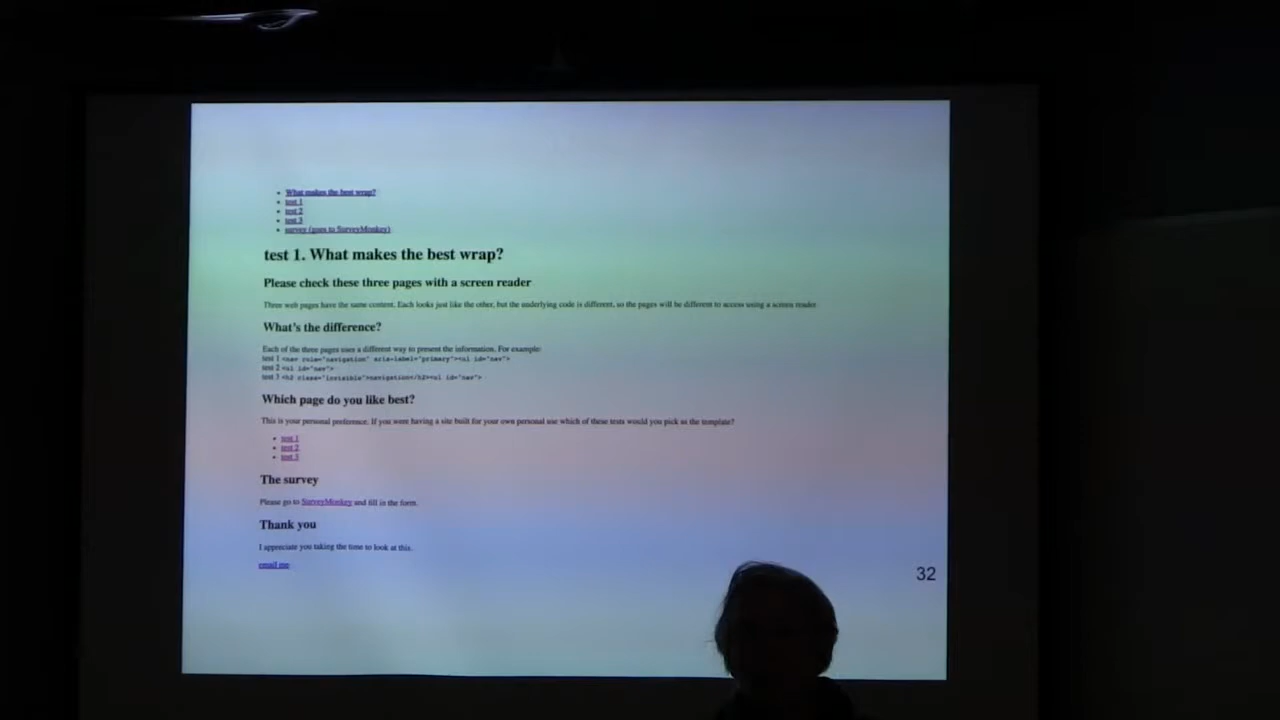 What makes the best wrap?
test 1
test 2
test 3
survey (goes to SurveyMonkey)
test 1. What makes the best wrap?
Please check these three pages with a screen reader
Three web pages have the same content. Each looks just like the other, but the underlying code is different, so the pages will be different to access using a screen reader
What's the difference?
Each of the three pages uses a different way to present the information. For example:
test 1 <nav role="navigation" aria-label="primary"><ul id="nav">
test 2 <ul id="nav">
test 3 <h2 class="invisible">navigation</h2><ul id="nav">
Which page do you like best?
This is your personal preference. If you were having a site built for your own personal use which of these tests would you pick as the template?
test 1
test 2
test 3
The survey
Please go to SurveyMonkey and fill in the form.
Thank you
I appreciate you taking the time to look at this.
email me
32